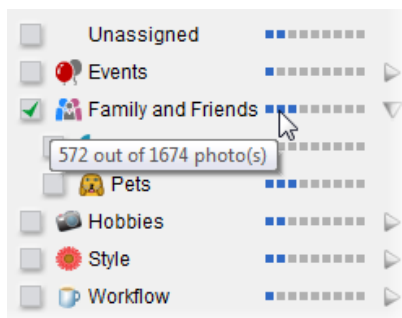 Unassigned
Events
Family and Friends
572 out of 1674 photo(s)
Pets
Hobbies
Style
Workflow